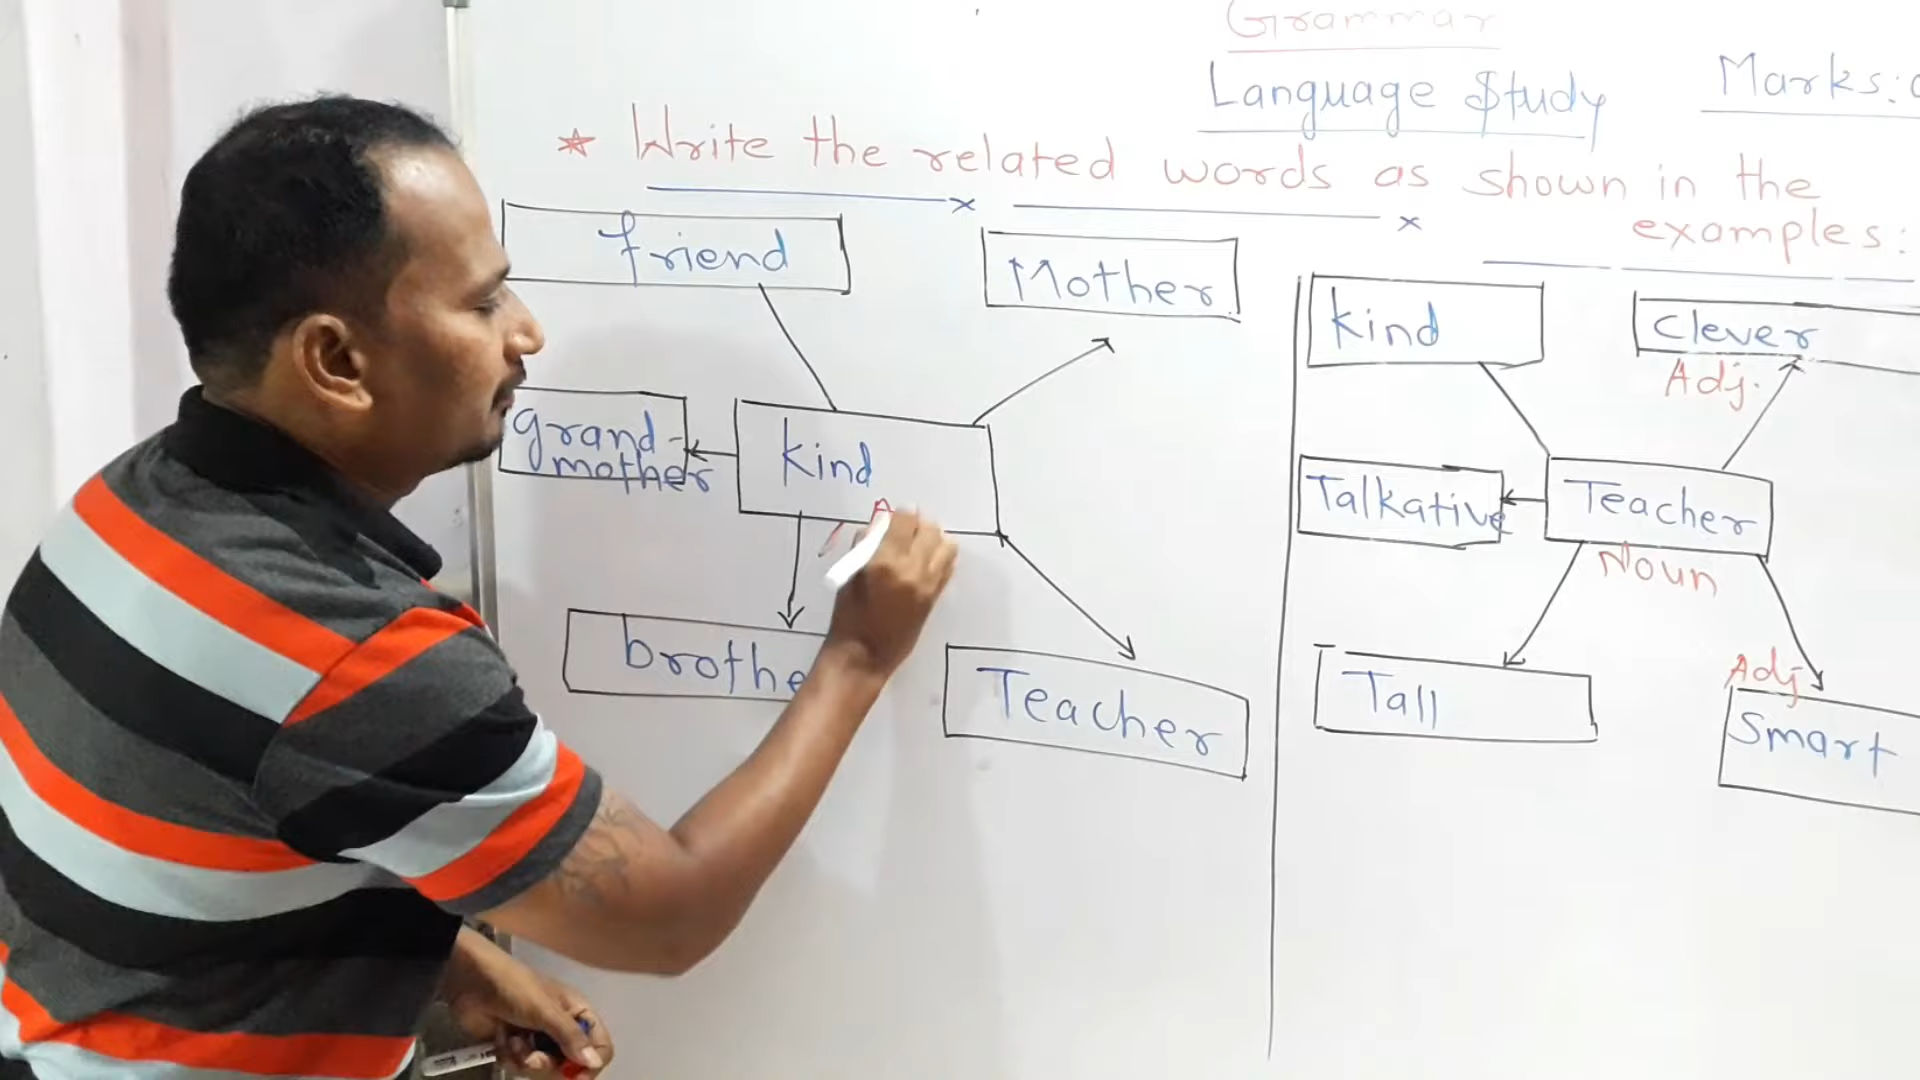 Grammar
Language Study
Marks:
* Write the related words as shown in the
examples:
friend
Mother
grand-
mother
kind
A
brothe
Teacher
kind
Clever
Adj.
Talkative
Teacher
Noun
Tall
Adj
Smart